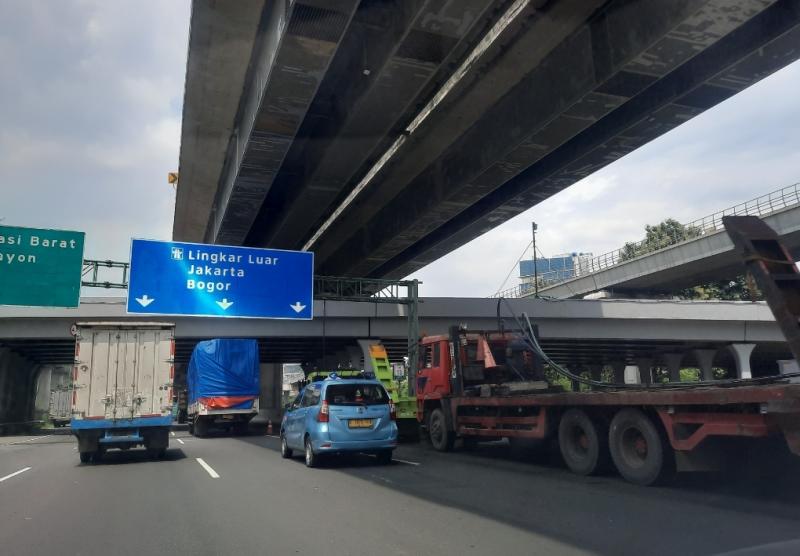 asi Barat
ayon
Lingkar Luar
Jakarta
Bogor